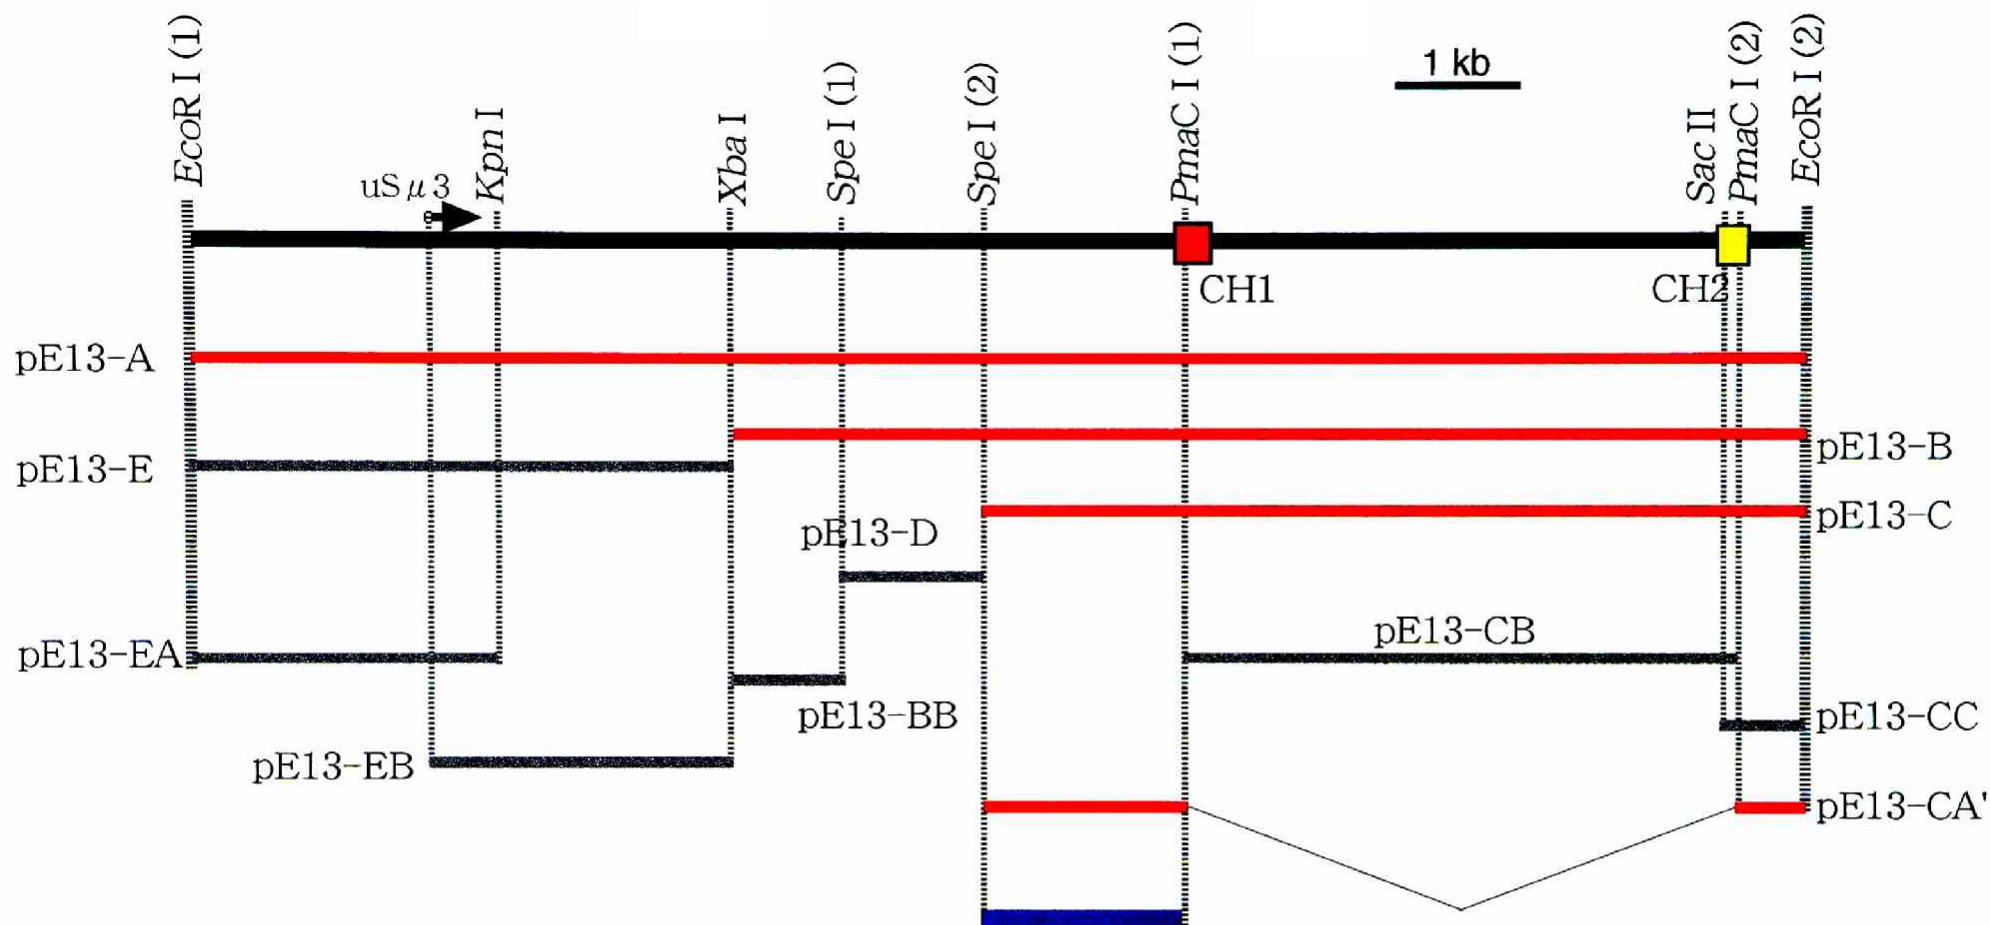 EcoR I (1)
uSμ3
Kpn I
Xba I
Spe I (1)
Spe I (2)
PmaC I (1)
1 kb
Sac II
PmaC I (2)
EcoR I (2)
CH1
CH2
pE13-A
pE13-B
pE13-E
pE13-C
pE13-D
pE13-CB
pE13-EA
pE13-BB
pE13-CC
pE13-EB
pE13-CA'